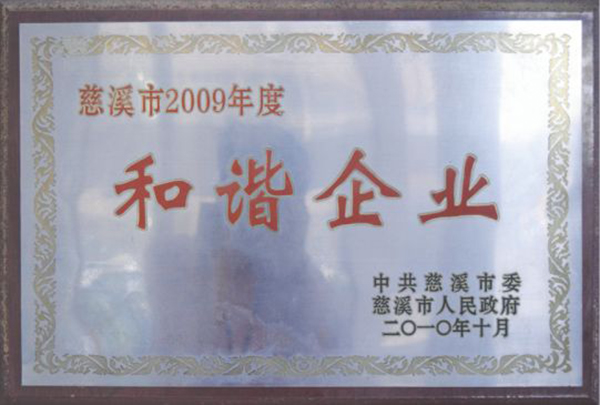 慈溪市2009年度
和谐企业
中共慈溪市委
慈溪市人民政府
二〇一〇年十月